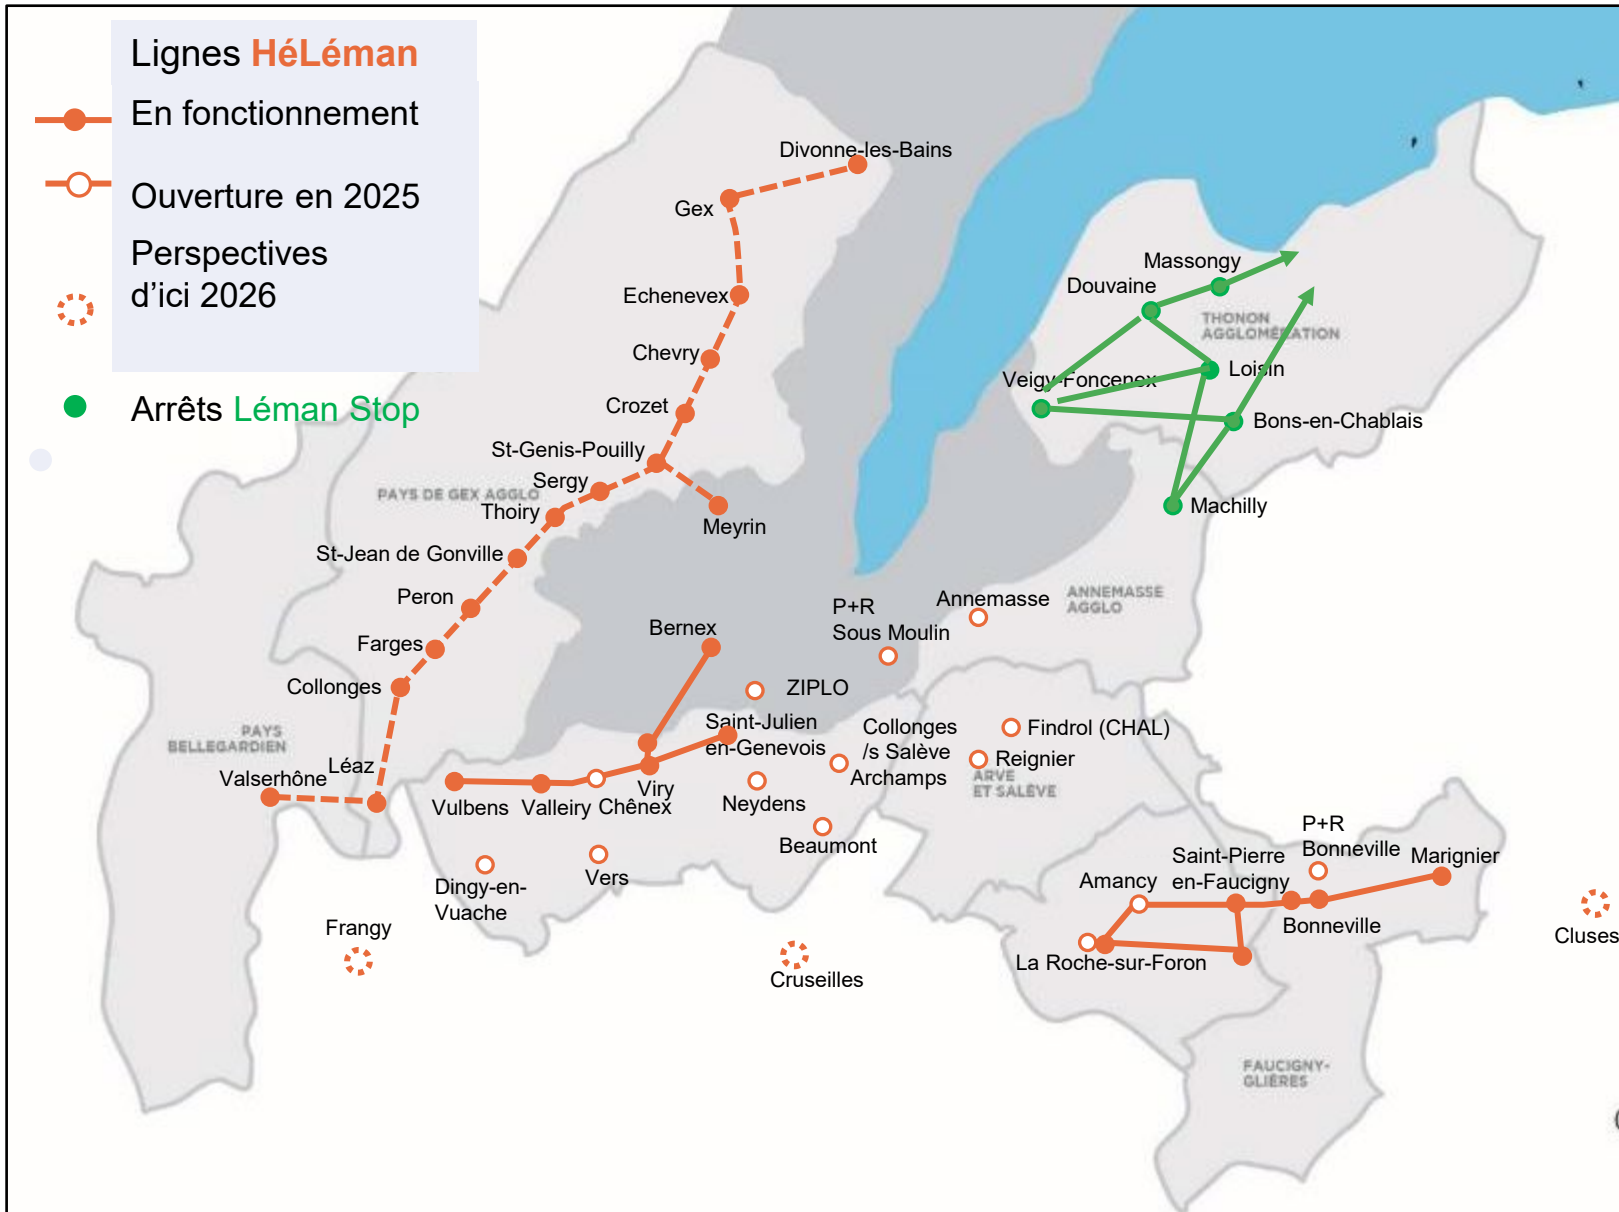 Lignes HéLéman
En fonctionnement
Ouverture en 2025
Perspectives
d'ici 2026
Arrêts Léman Stop
Divonne-les-Bains
Gex
Echenevex
Chevry
Crozet
St-Genis-Pouilly
Sergy
PAYS DE GEX AGGLO
Thoiry
Meyrin
St-Jean de Gonville
Peron
Farges
Collonges
PAYS
BELLEGARDIEN
Léaz
Valserhône
Massongy
Douvaine
THONON
AGGLOMÉRATION
Loisin
Veigy-Foncenex
Bons-en-Chablais
Machilly
ANNEMASSE
AGGLO
Annemasse
P+R
Sous Moulin
Bernex
ZIPLO
Saint-Julien
en-Genevois
Collonges
/s Salève
Archamps
Findrol (CHAL)
Reignier
ARVE
ET SALÈVE
Vulbens
Valleiry
Chênex
Viry
Neydens
Beaumont
Vers
Dingy-en-
Vuache
Frangy
Cruseilles
P+R
Bonneville
Marignier
Saint-Pierre
en-Faucigny
Amancy
Bonneville
La Roche-sur-Foron
Cluses
FAUCIGNY-
GLIÈRES